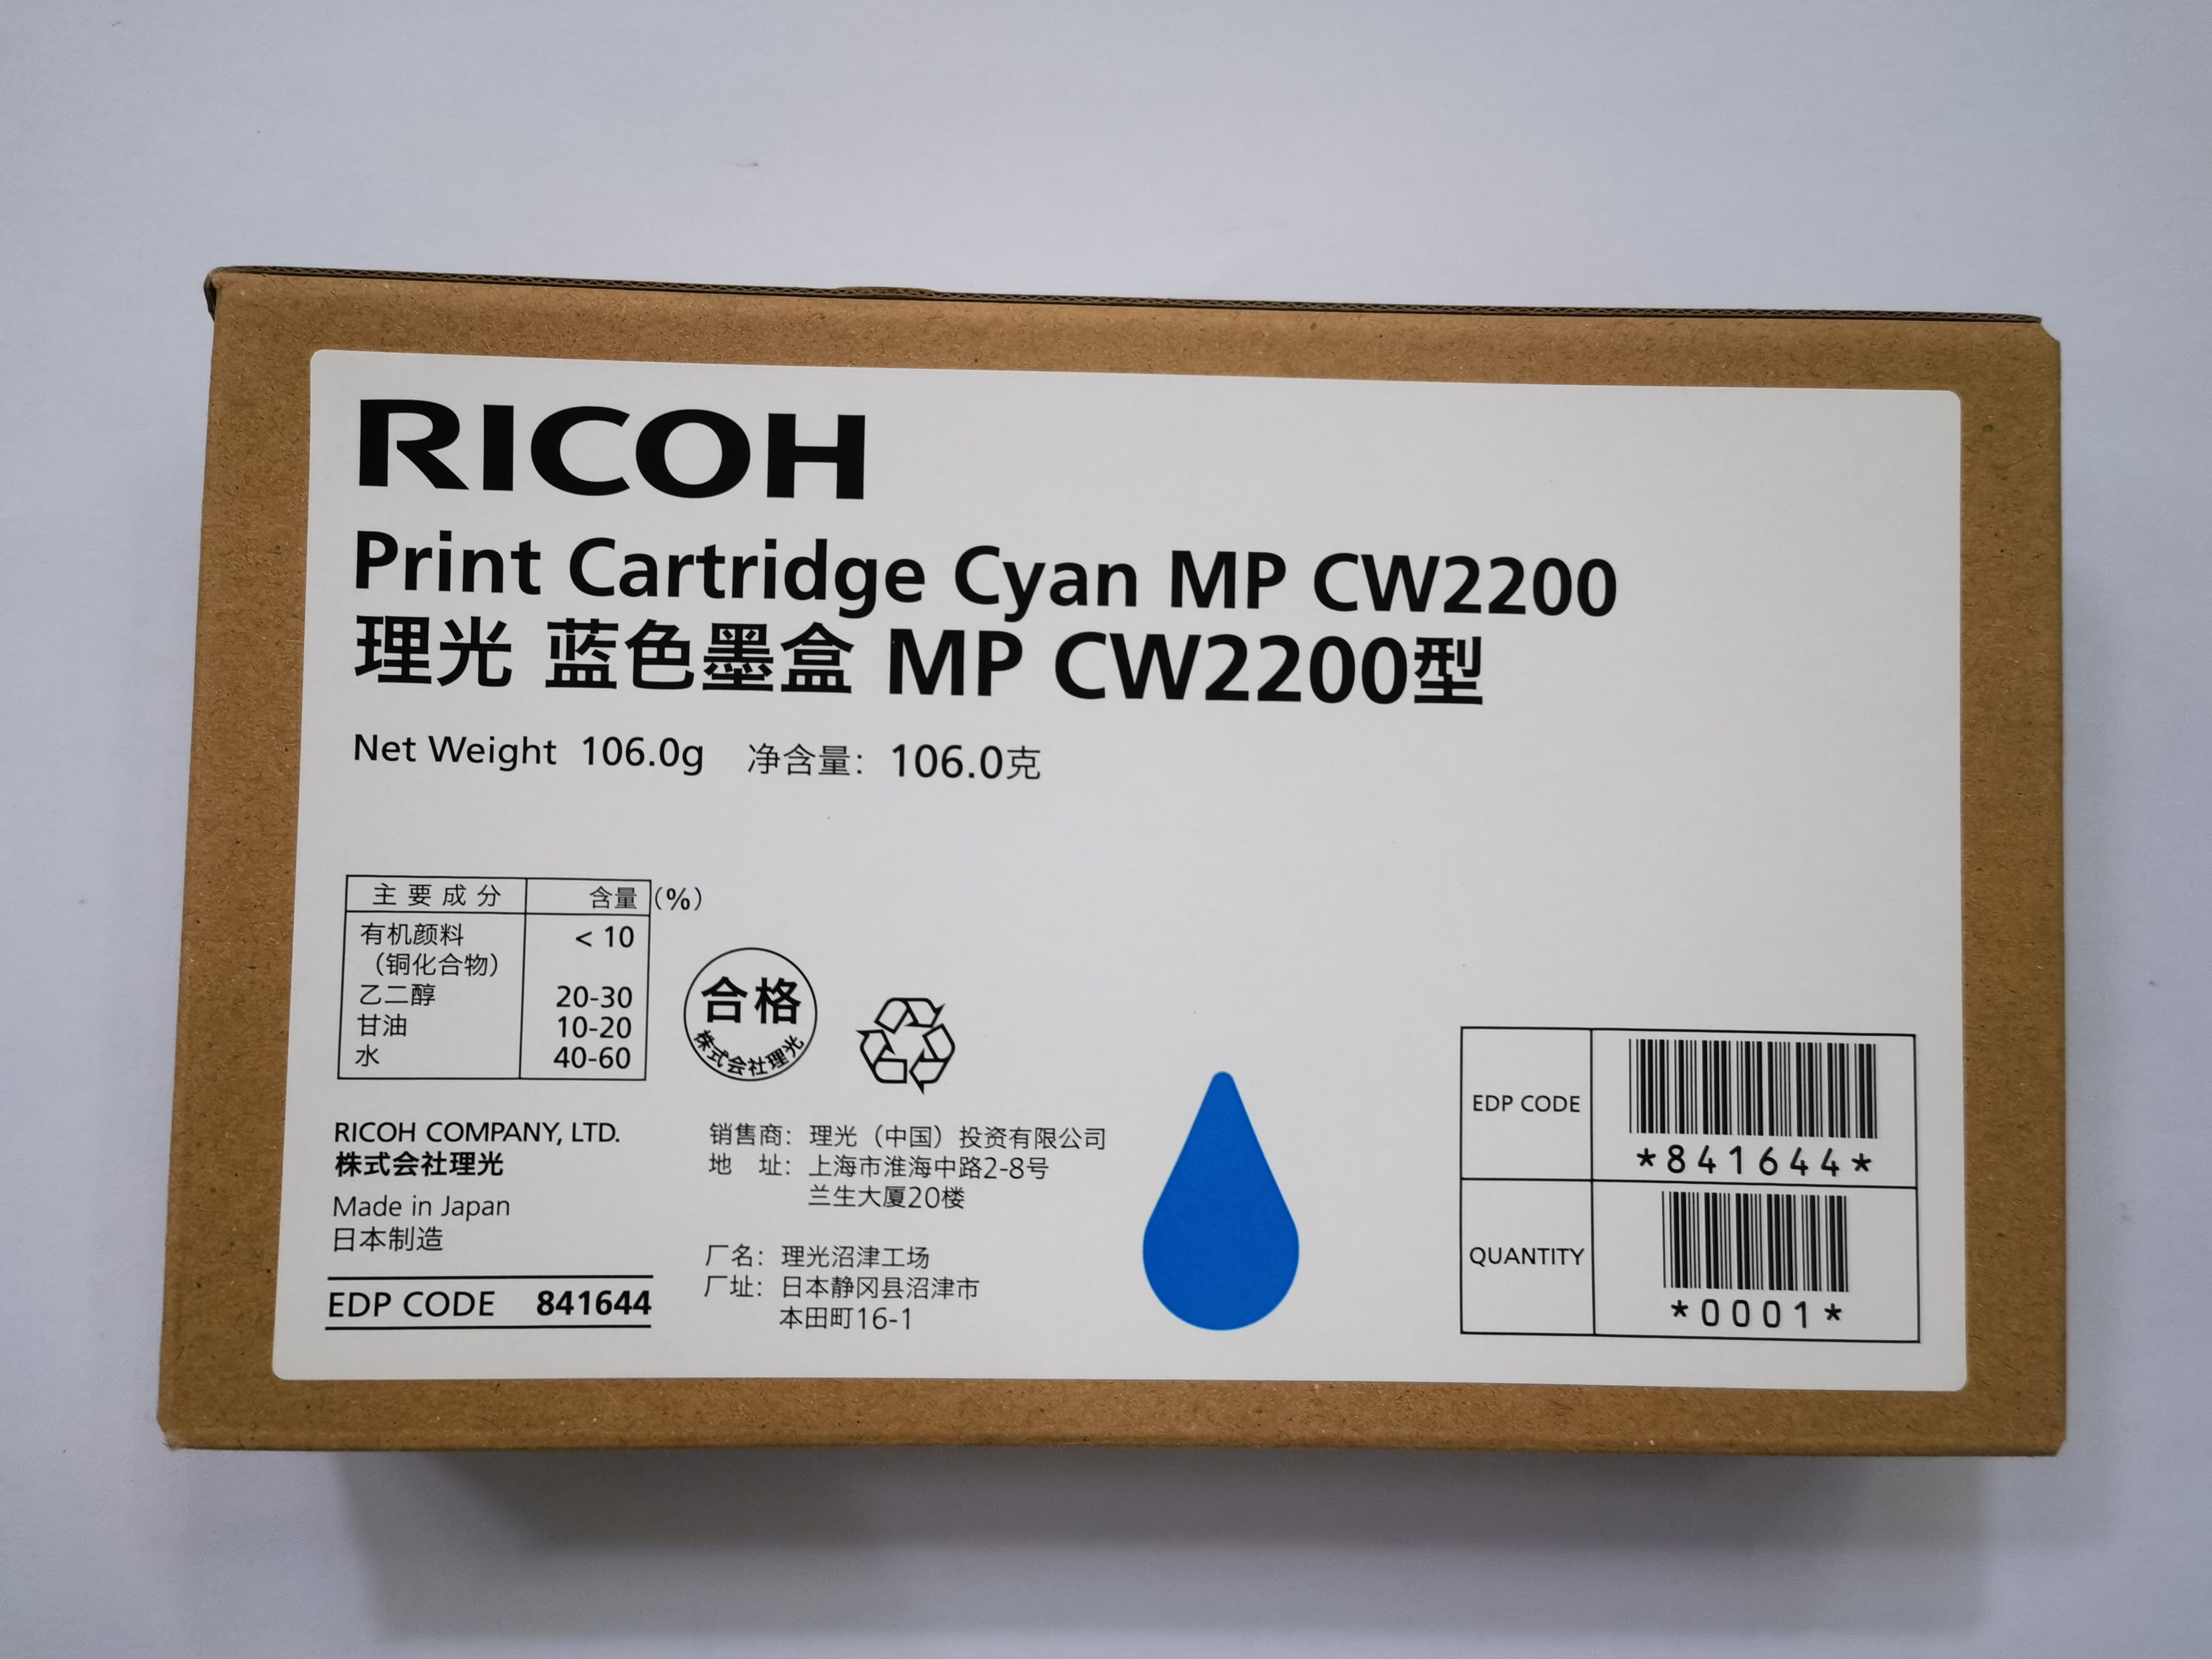 RICOH
Print Cartridge Cyan MP CW2200
理光 蓝色墨盒 MP CW2200型
Net Weight 106.0g 净含量：106.0克
主要成分 含量 (%)
有机颜料 < 10
（铜化合物）
乙二醇 20-30
甘油 10-20
水 40-60
合格
株式会社理光
RICOH COMPANY, LTD.
株式会社理光
Made in Japan
日本制造
EDP CODE 841644
销售商：理光（中国）投资有限公司
地 址：上海市淮海中路2-8号
兰生大厦20楼
厂名：理光沼津工场
厂址：日本静冈县沼津市
本田町16-1
EDP CODE
*841644*
QUANTITY
*0001*